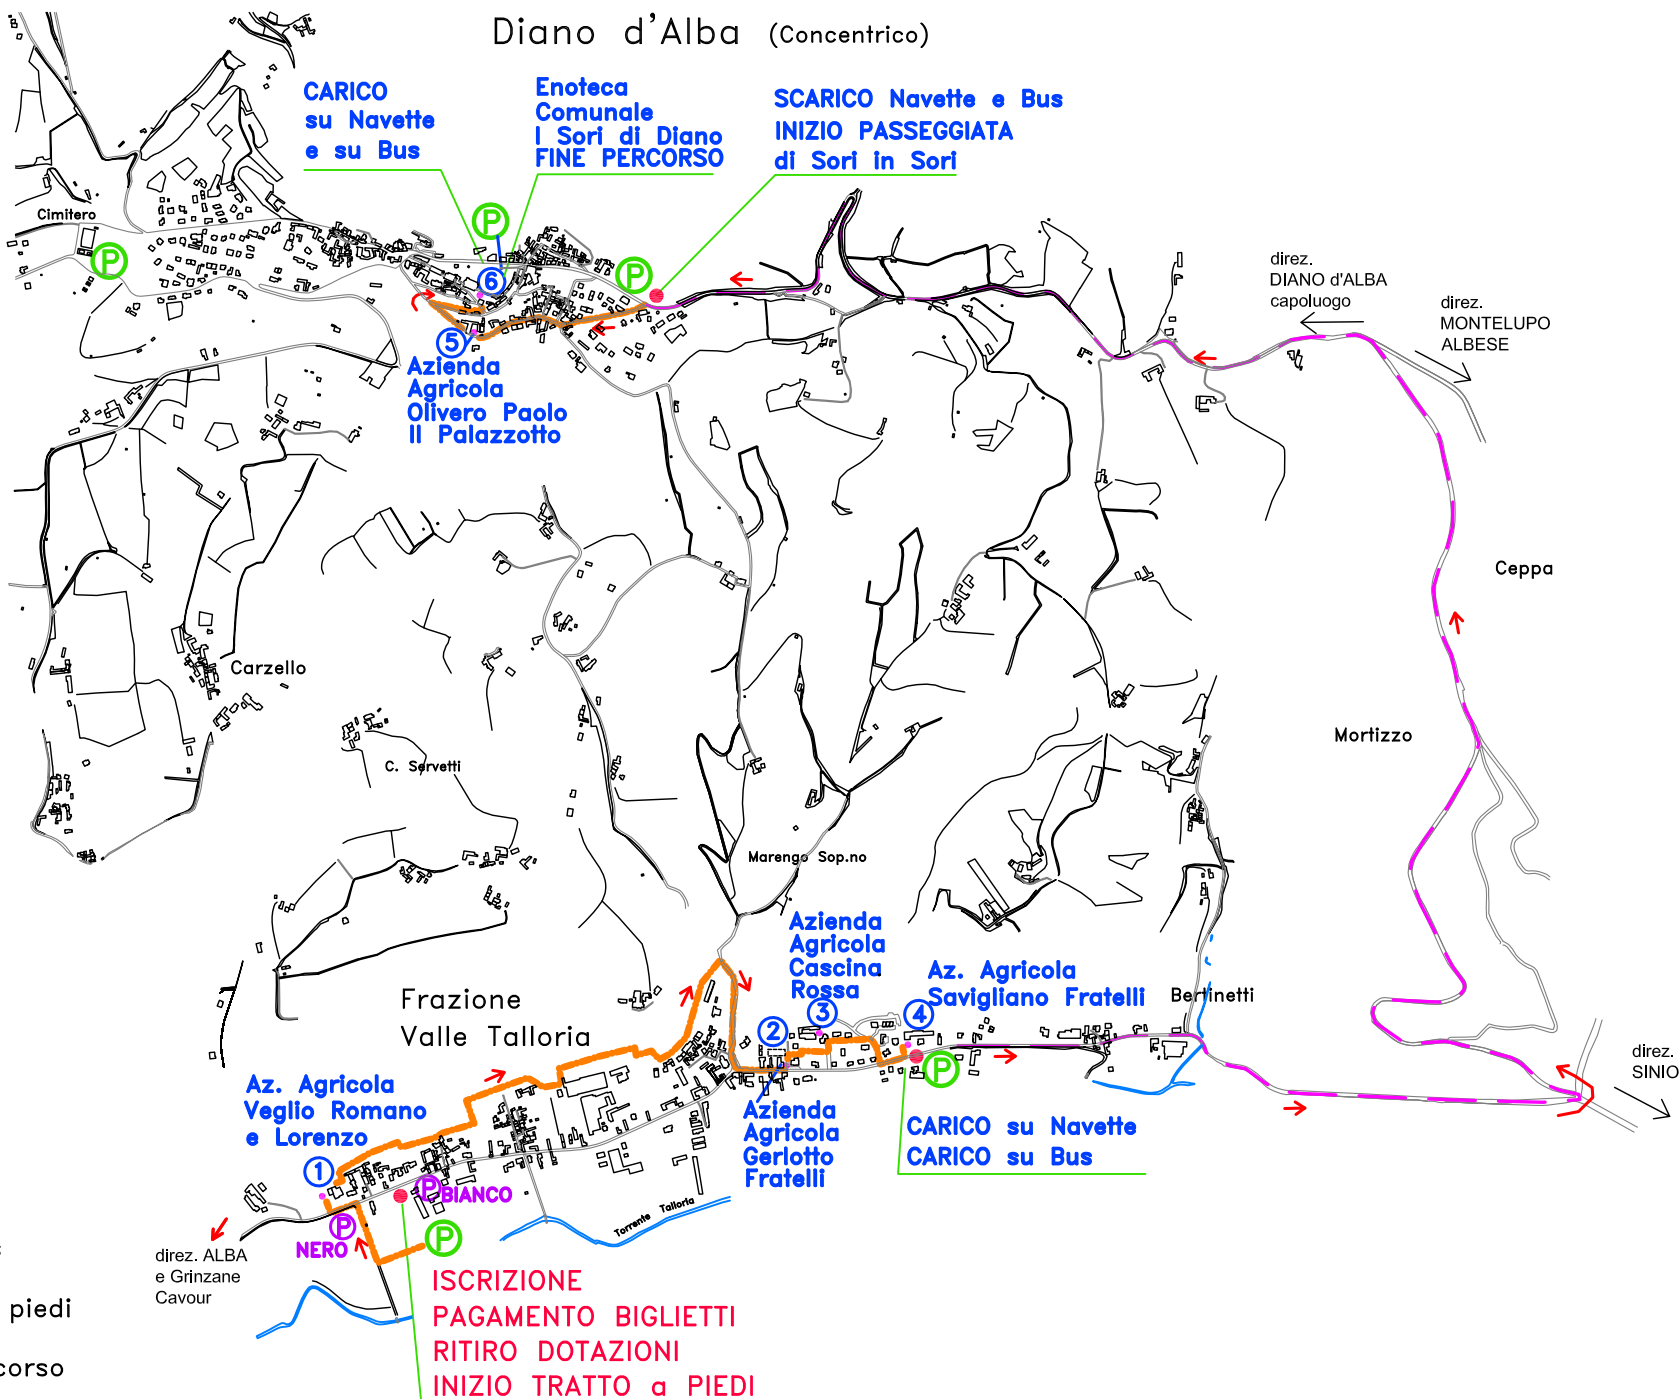 Diano d'Alba (Concentrico)
CARICO
su Navette
e su Bus
Enoteca
Comunale
I Sori di Diano
FINE PERCORSO
SCARICO Navette e Bus
INIZIO PASSEGGIATA
di Sori in Sori
Cimitero
P
P
P
6
5
Azienda
Agricola
Olivero Paolo
Il Palazzotto
direz.
DIANO d'ALBA
capoluogo
direz.
MONTELUPO
ALBESE
Ceppa
Carzello
Mortizzo
C. Servetti
Marengo Sop.no
Azienda
Agricola
Cascina
Rossa
Az. Agricola
Savigliano Fratelli
Bertinetti
Frazione
Valle Talloria
2
3
4
P
direz.
SINIO
Az. Agricola
Veglio Romano
e Lorenzo
1
Azienda
Agricola
Gerlotto
Fratelli
CARICO su Navette
CARICO su Bus
P BIANCO
P
NERO
P
Torrente Talloria
direz. ALBA
e Grinzane
Cavour
piedi
corso
ISCRIZIONE
PAGAMENTO BIGLIETTI
RITIRO DOTAZIONI
INIZIO TRATTO a PIEDI